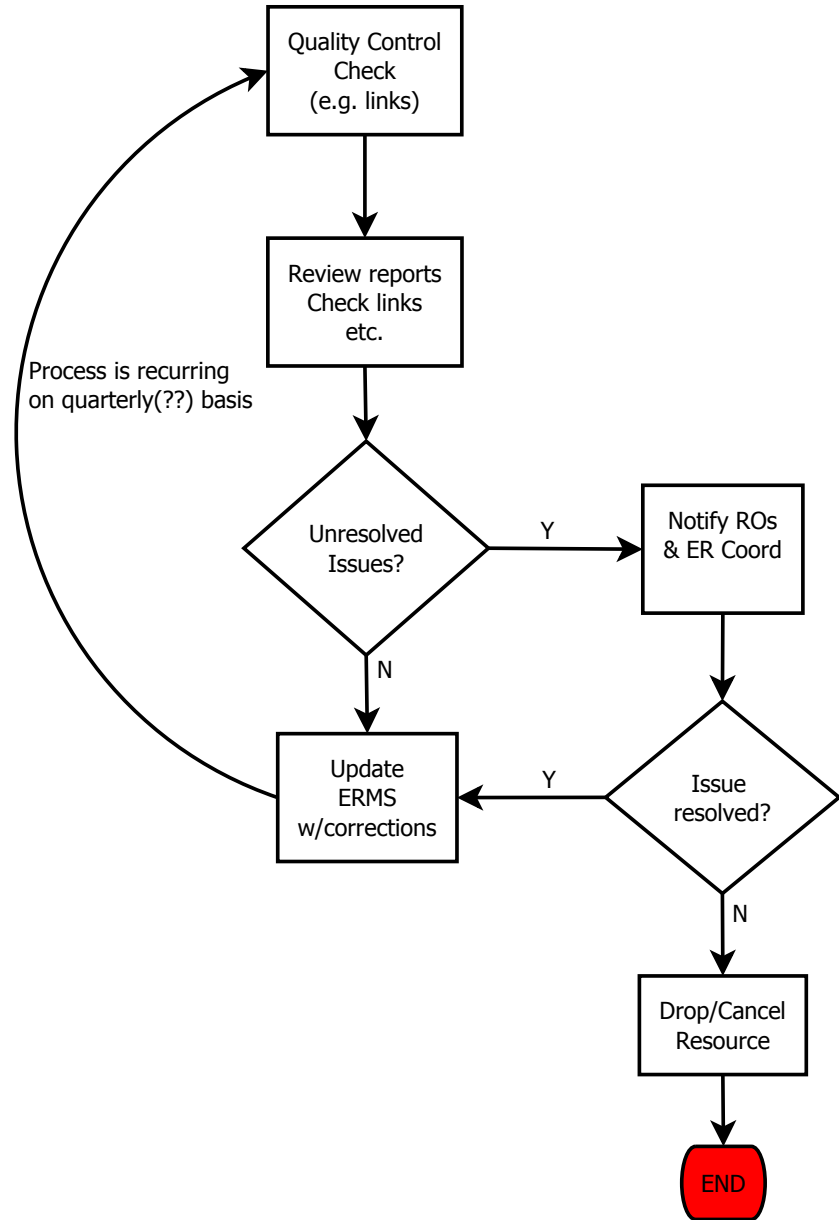 Quality Control
Check
(e.g. links)
Review reports
Check links
etc.
Process is recurring
on quarterly(??) basis
Unresolved
Issues?
Y
Notify ROs
& ER Coord
N
Update
ERMS
w/corrections
Y
Issue
resolved?
N
Drop/Cancel
Resource
END